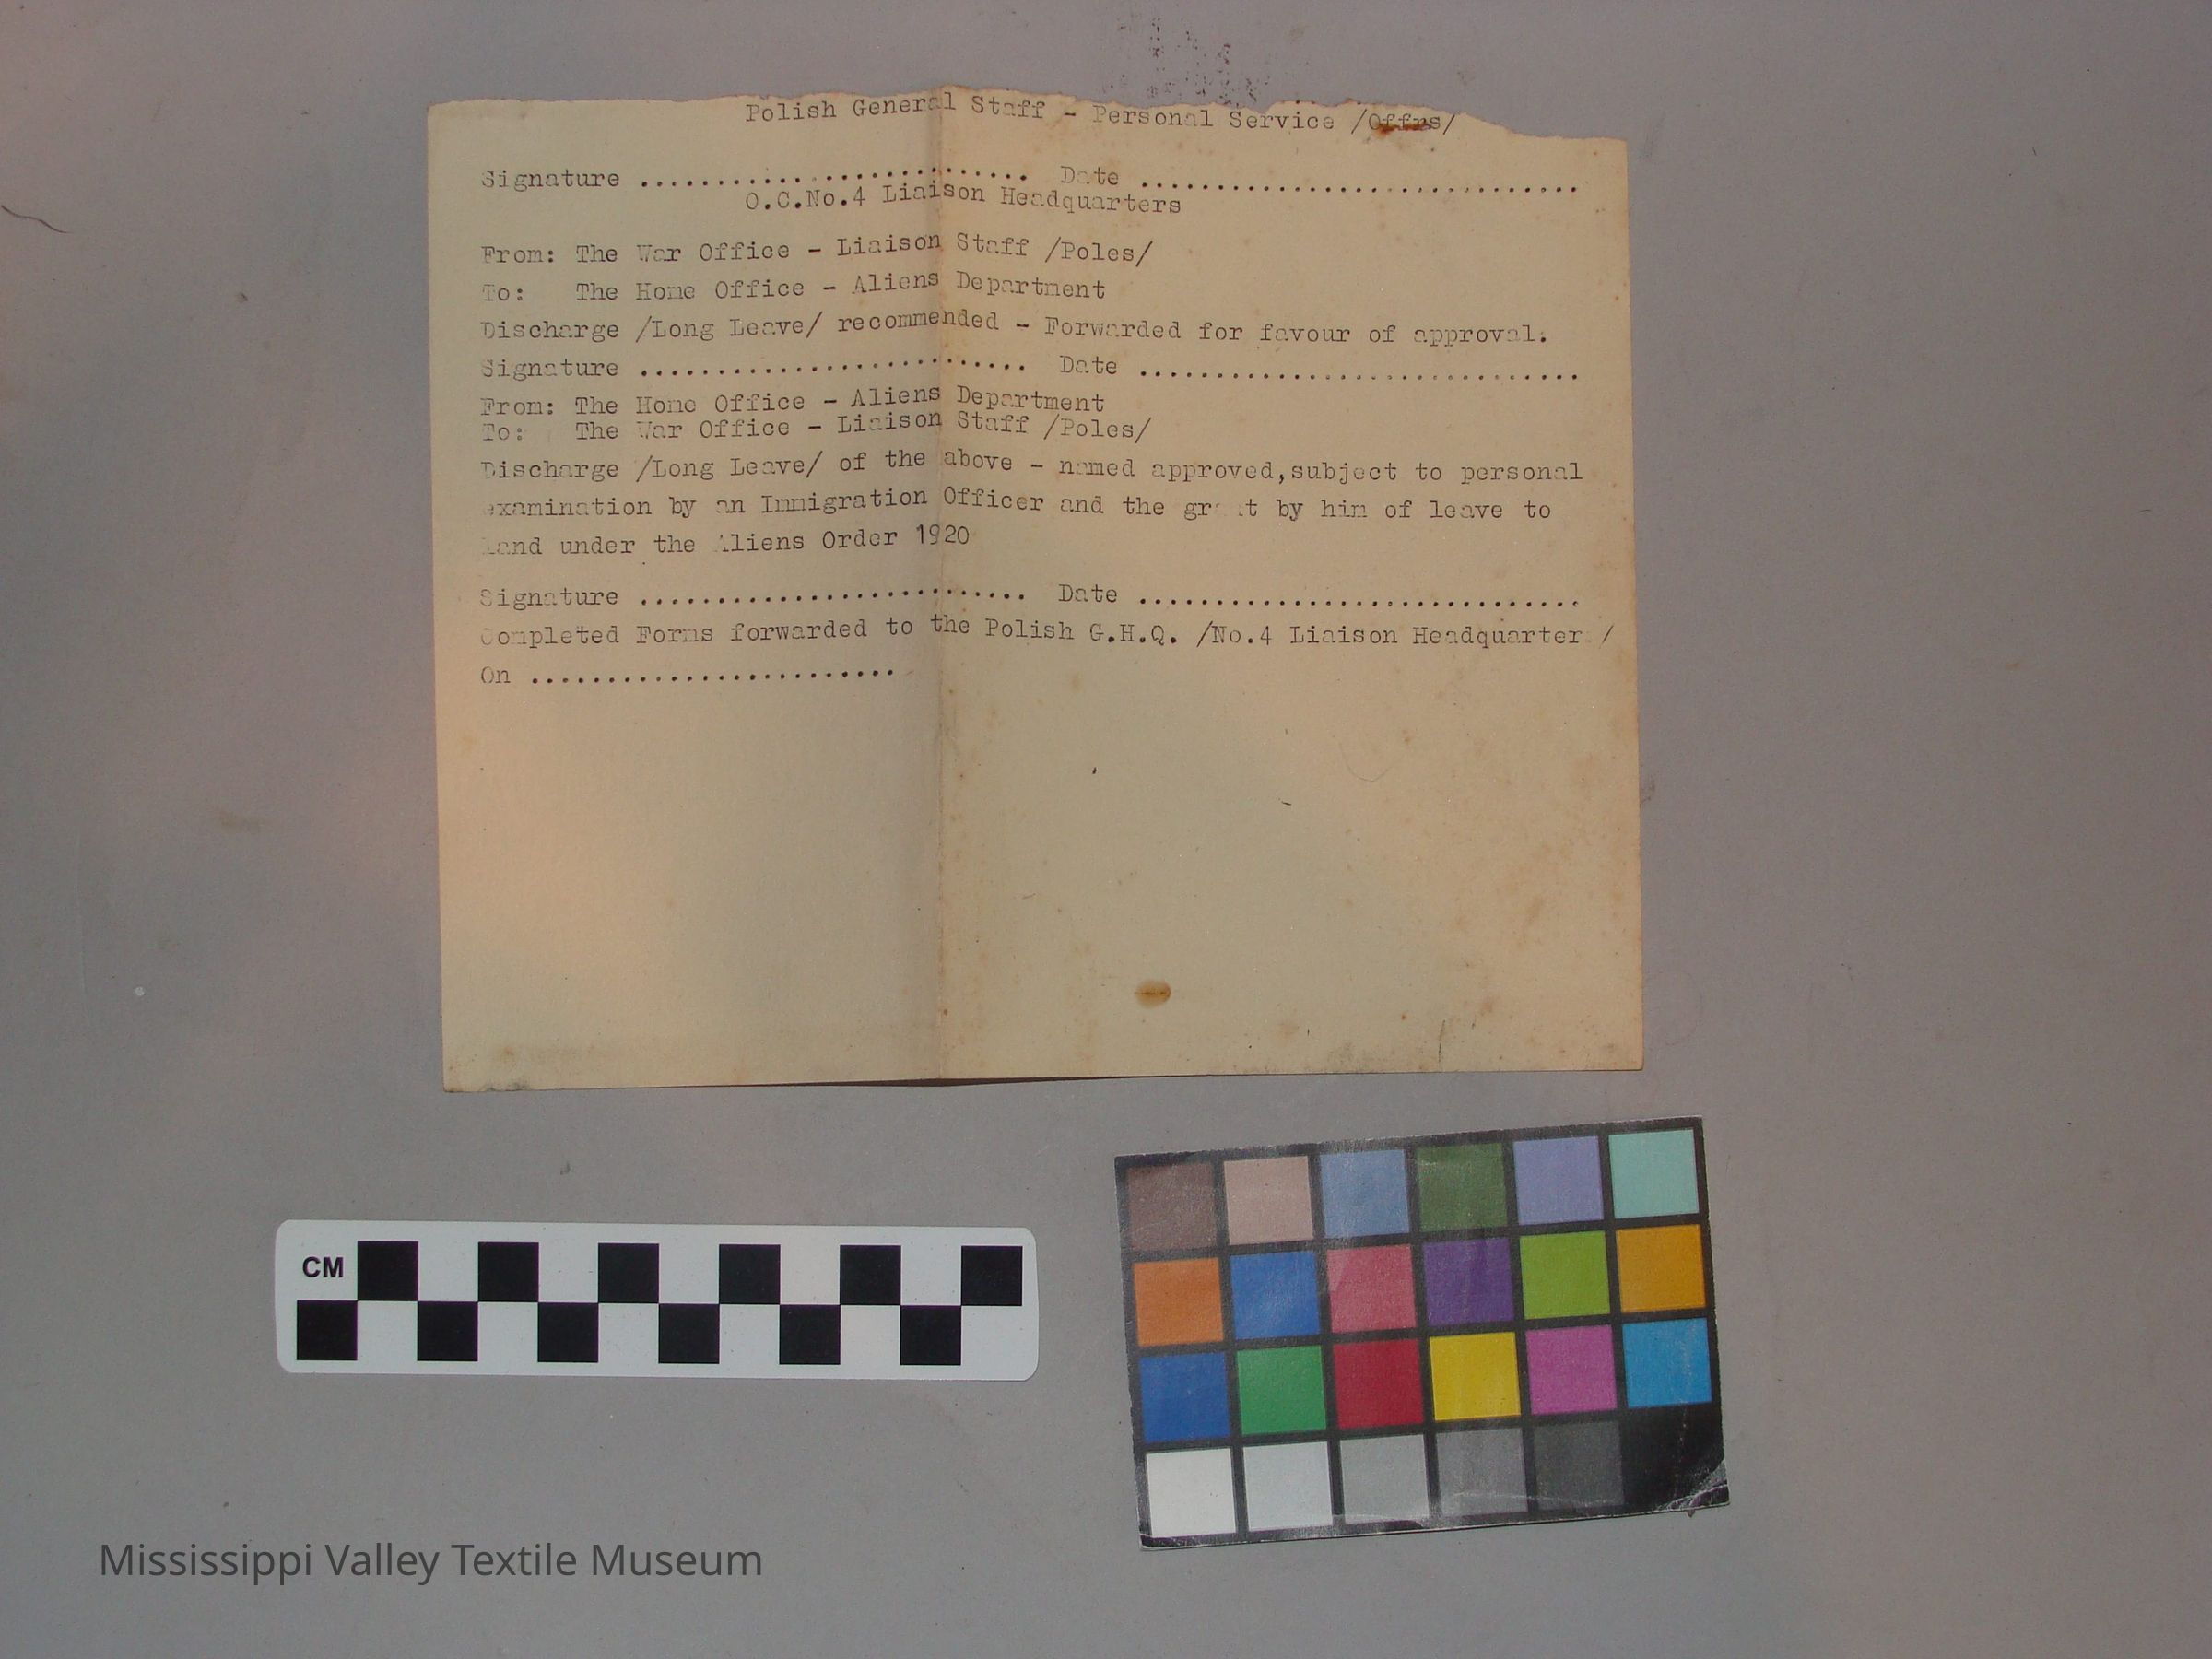 Polish General Staff - Personal Service /Offrs/
Signature ......................... Date .............................
O.C.No.4 Liaison Headquarters
From: The War Office - Liaison Staff /Poles/
To: The Home Office - Aliens Department
Discharge /Long Leave/ recommended - Forwarded for favour of approval.
Signature ......................... Date .............................
From: The Home Office - Aliens Department
To: The War Office - Liaison Staff /Poles/
Discharge /Long Leave/ of the above - named approved,subject to personal
examination by an Immigration Officer and the grant by him of leave to
land under the Aliens Order 1920
Signature ......................... Date .............................
Completed Forms forwarded to the Polish G.H.Q. /No.4 Liaison Headquarters/
On ........................
CM
Mississippi Valley Textile Museum